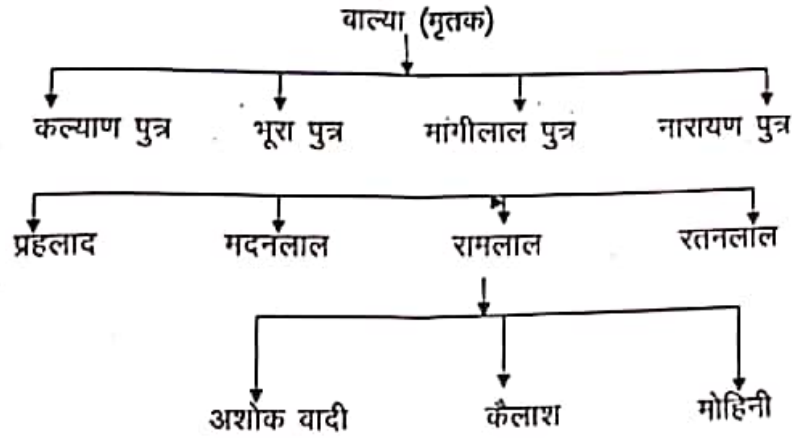 वाल्या (मृतक)
कल्याण पुत्र भूरा पुत्र मांगीलाल पुत्र नारायण पुत्र
प्रहलाद मदनलाल रामलाल रतनलाल
अशोक वादी कैलाश मोहिनी